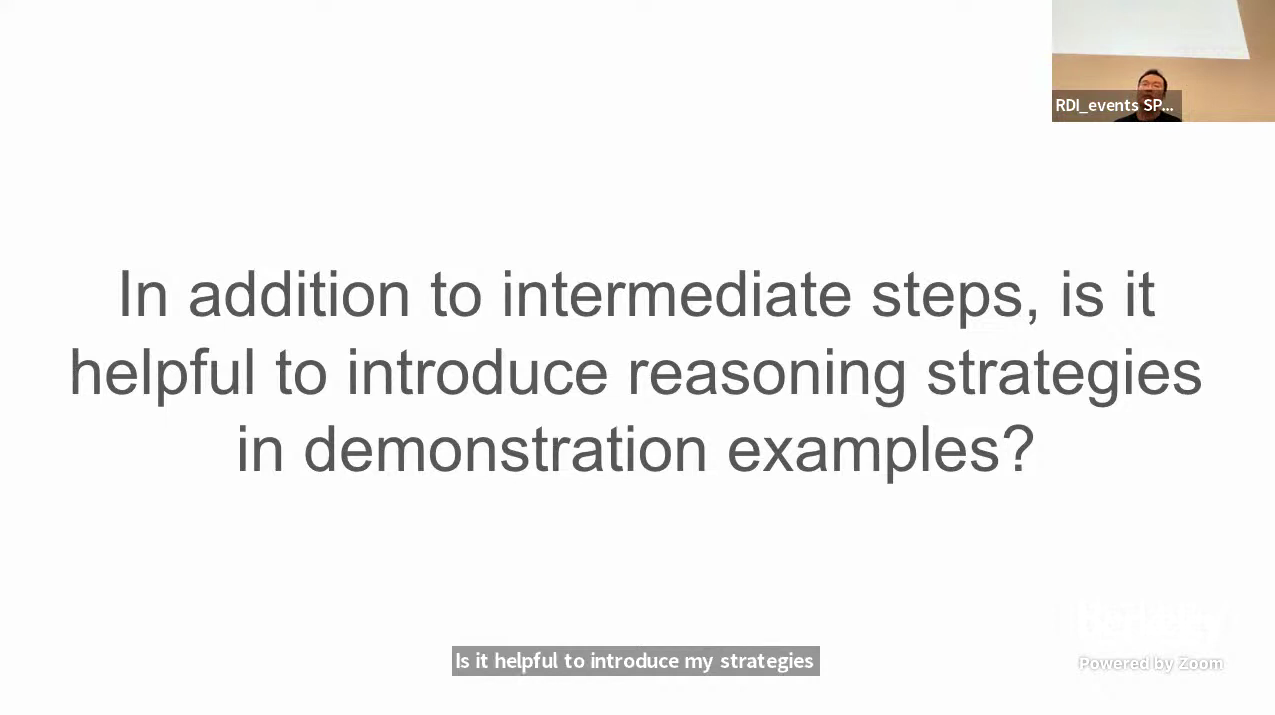 RDI_events SP...
In addition to intermediate steps, is it
helpful to introduce reasoning strategies
in demonstration examples?
Is it helpful to introduce my strategies
Powered by Zoom